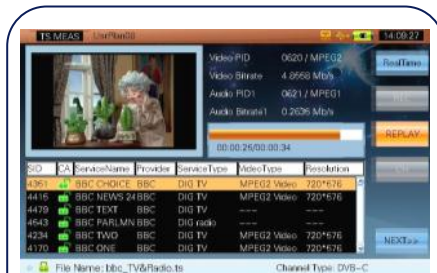 TS MEAS UsrPlan08 14:09:27
Video PID 0620 / MPEG2
RealTime
Video Bitrate 4.8568 Mb/s
Audio PID1 0621 / MPEG1
Audio Bitrate1 0.2636 Mb/s
REPLAY
00:00:26/00:00:34
SID CA ServiceName Provider ServiceType VideoType Resolution
4351 BBC CHOICE BBC DIG TV MPEG2 Video 720*576
4415 BBC NEWS 24 BBC DIG TV MPEG2 Video 720*576
4479 BBC TEXT BBC DIG TV ---- ----
4543 BBC PARLMN BBC DIG radio ---- ----
4234 BBC TWO BBC DIG TV MPEG2 Video 720*576
4170 BBC ONE BBC DIG TV MPEG2 Video 720*576
NEXT>>
File Name: bbc_TV&Radio.ts Channel Type: DVB-C